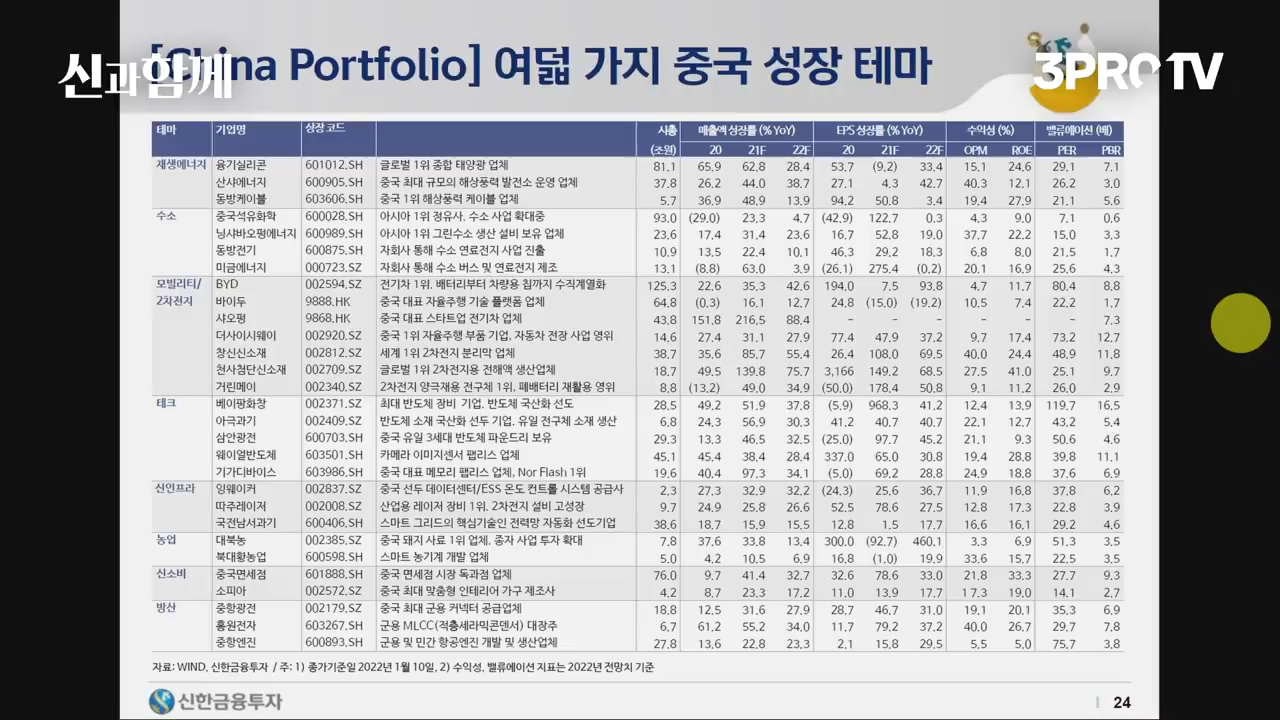 [China Portfolio] 여덟 가지 중국 성장 테마
신과함께
3PROTV
테마 기업명 상장 코드 시총 매출액 성장률 (% YoY) EPS 성장률 (% YoY) 수익성 (%) 밸류에이션 (배)
(조원) 20 21F 22F 20 21F 22F OPM ROE PER PBR
재생에너지 융기실리콘 601012.SH 글로벌 1위 종합 태양광 업체 81.1 65.9 62.8 28.4 53.7 (9.2) 33.4 15.1 24.6 29.1 7.1
산샤에너지 600905.SH 중국 최대 규모의 해상풍력 발전소 운영 업체 37.8 26.2 44.0 38.7 27.1 4.3 42.7 40.3 12.1 26.2 3.0
동방케이블 603606.SH 중국 1위 해상풍력 케이블 업체 5.7 36.9 48.9 13.9 94.2 50.8 3.4 19.4 27.9 21.1 5.6
수소 중국석유화학 600028.SH 아시아 1위 정유사. 수소 사업 확대중 93.0 (29.0) 23.3 4.7 (42.9) 122.7 0.3 4.3 9.0 7.1 0.6
닝샤바오펑에너지 600989.SH 아시아 1위 그린수소 생산 설비 보유 업체 23.6 17.4 31.4 23.6 16.7 52.8 19.0 37.7 22.2 15.0 3.3
동방전기 600875.SH 자회사 통해 수소 연료전지 사업 진출 10.9 13.5 22.4 10.1 46.3 29.2 18.3 6.8 8.0 21.5 1.7
미금에너지 000723.SZ 자회사 통해 수소 버스 및 연료전지 제조 13.1 (8.8) 63.0 3.9 (26.1) 275.4 (0.2) 20.1 16.9 25.6 4.3
모빌리티/ BYD 002594.SZ 전기차 1위. 배터리부터 차량용 칩까지 수직계열화 125.3 22.6 35.3 42.6 194.0 7.5 93.8 4.7 11.7 80.4 8.8
2차전지 바이두 9888.HK 중국 대표 자율주행 기술 플랫폼 업체 64.8 (0.3) 16.1 12.7 24.8 (15.0) (19.2) 10.5 7.4 22.2 1.7
샤오펑 9868.HK 중국 대표 스타트업 전기차 업체 43.8 151.8 216.5 88.4 - - - - - - 7.3
더사이시웨이 002920.SZ 중국 1위 자율주행 부품 기업. 자동차 전장 사업 영위 14.6 27.4 31.1 27.9 77.4 47.9 37.2 9.7 17.4 73.2 12.7
창신신소재 002812.SZ 세계 1위 2차전지 분리막 업체 38.7 35.6 85.7 55.4 26.4 108.0 69.5 40.0 24.4 48.9 11.8
천사첨단신소재 002709.SZ 글로벌 1위 2차전지용 전해액 생산업체 18.7 49.5 139.8 75.7 3,166 149.2 68.5 27.5 41.0 25.1 9.7
거린메이 002340.SZ 2차전지 양극재용 전구체 1위. 폐배터리 재활용 영위 8.8 (13.2) 49.0 34.9 (50.0) 178.4 50.8 9.1 11.2 26.0 2.9
테크 베이팡화창 002371.SZ 최대 반도체 장비 기업. 반도체 국산화 선도 28.5 49.2 51.9 37.8 (5.9) 968.3 41.2 12.4 13.9 119.7 16.5
아극과기 002409.SZ 반도체 소재 국산화 선두 기업. 유일 전구체 소재 생산 6.8 24.3 56.9 30.3 41.2 40.7 40.7 22.1 12.7 43.2 5.4
삼안광전 600703.SH 중국 유일 3세대 반도체 파운드리 보유 29.3 13.3 46.5 32.5 (25.0) 97.7 45.2 21.1 9.3 50.6 4.6
웨이얼반도체 603501.SH 카메라 이미지센서 팹리스 업체 45.1 45.4 38.4 28.4 337.0 65.0 30.8 19.4 28.8 39.8 11.1
기가디바이스 603986.SH 중국 대표 메모리 팹리스 업체, Nor Flash 1위 19.6 40.4 97.3 34.1 (5.0) 69.2 28.8 24.9 18.8 37.6 6.9
신인프라 잉웨이커 002837.SZ 중국 선두 데이터센터/ESS 온도 컨트롤 시스템 공급사 2.3 27.3 32.9 32.2 (24.3) 25.6 36.7 11.9 16.8 37.8 6.2
따주레이저 002008.SZ 산업용 레이저 장비 1위. 2차전지 설비 고성장 9.7 24.9 25.8 26.6 52.5 78.6 27.5 12.8 17.3 22.8 3.9
국전남서과기 600406.SH 스마트 그리드의 핵심기술인 전력망 자동화 선도기업 38.6 18.7 15.9 15.5 12.8 1.5 17.7 16.6 16.1 29.2 4.6
농업 대북농 002385.SZ 중국 돼지 사료 1위 업체. 종자 사업 투자 확대 7.8 37.6 33.8 13.4 300.0 (92.7) 460.1 3.3 6.9 51.3 3.5
북대황농업 600598.SH 스마트 농기계 개발 업체 5.0 4.2 10.5 6.9 16.8 (1.0) 19.9 33.6 15.7 22.5 3.5
신소비 중국면세점 601888.SH 중국 면세점 시장 독과점 업체 76.0 9.7 41.4 32.7 32.6 78.6 33.0 21.8 33.3 27.7 9.3
소피아 002572.SZ 중국 최대 맞춤형 인테리어 가구 제조사 4.2 8.7 23.3 17.2 11.0 13.9 17.7 17.3 19.0 14.1 2.7
방산 중항광전 002179.SZ 중국 최대 군용 커넥터 공급업체 18.8 12.5 31.6 27.9 28.7 46.7 31.0 19.1 20.1 35.3 6.9
홍원전자 603267.SH 군용 MLCC(적층세라믹콘덴서) 대장주 6.7 61.2 55.2 34.0 11.7 79.2 37.2 40.0 26.7 29.7 7.8
중항엔진 600893.SH 군용 및 민간 항공엔진 개발 및 생산업체 27.8 13.6 22.8 23.3 2.1 15.8 29.5 5.5 5.0 75.7 3.8
자료: WIND, 신한금융투자 / 주: 1) 종가기준일 2022년 1월 10일, 2) 수익성, 밸류에이션 지표는 2022년 전망치 기준
신한금융투자
24